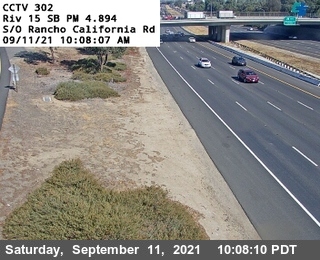 CCTV 302
Riv 15 SB PM 4.894
S/O Rancho California Rd
09/11/21 10:08:07 AM
Saturday, September 11, 2021 10:08:10 PDT